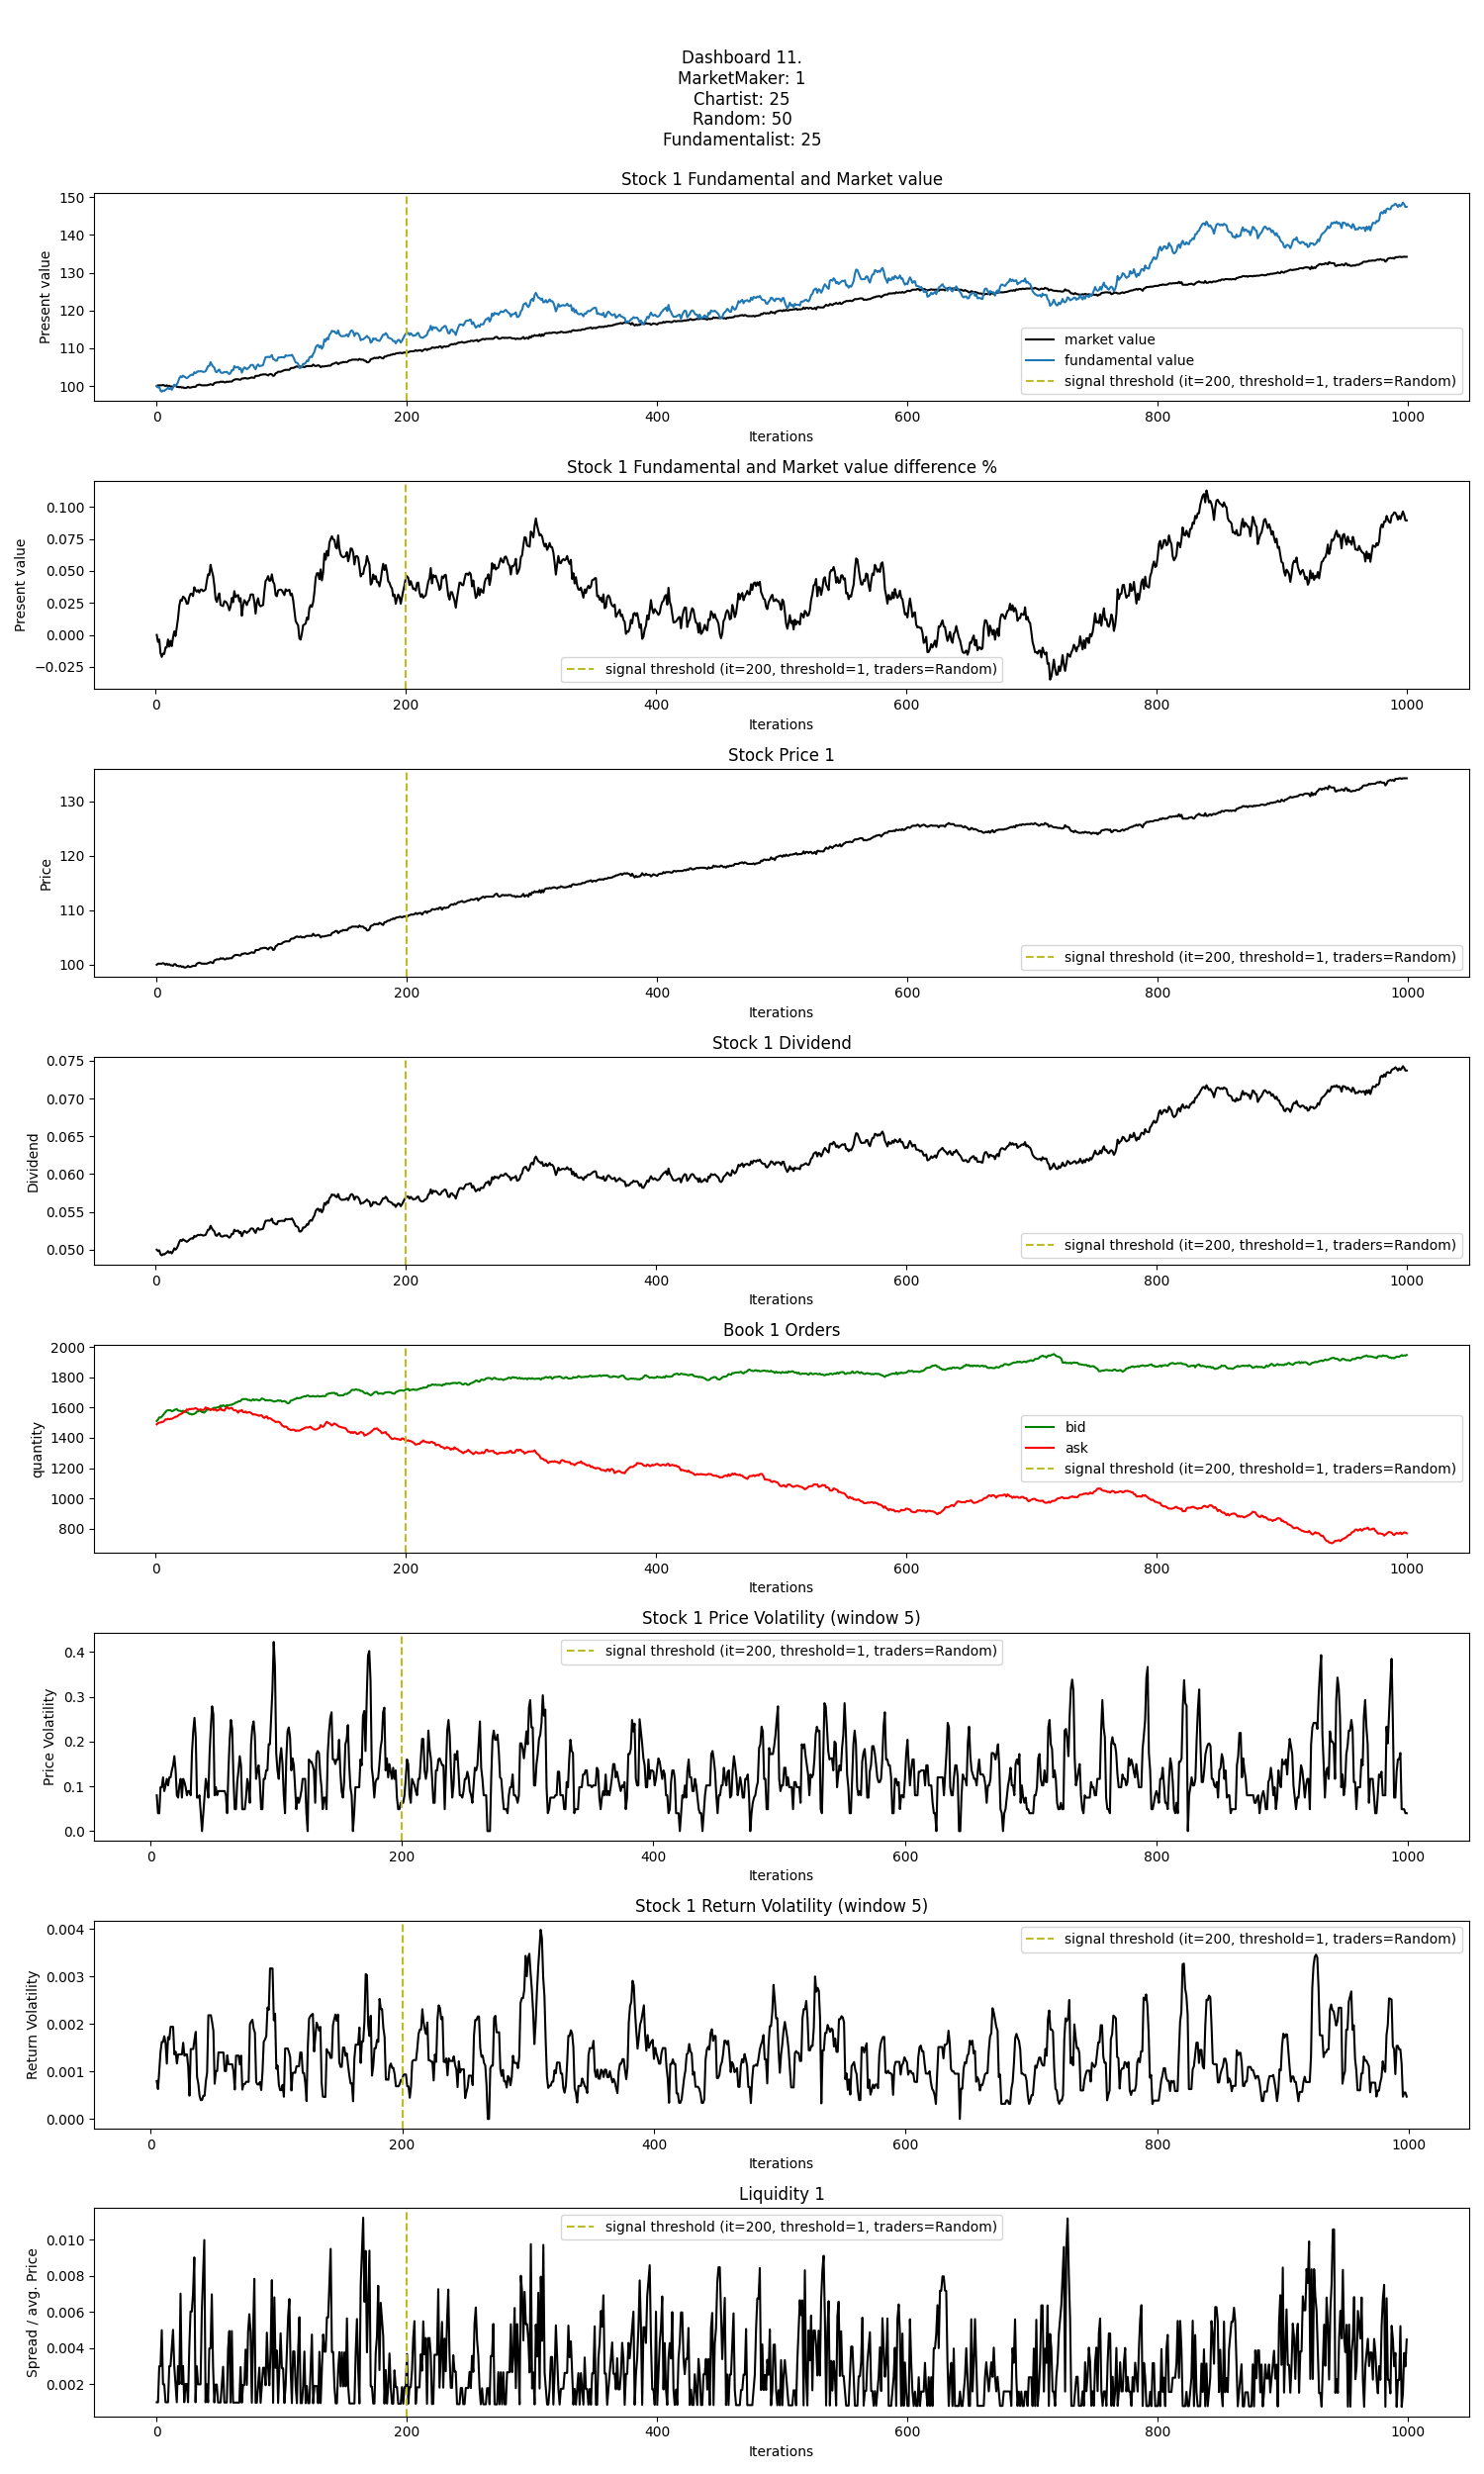 Dashboard 11.
MarketMaker: 1
Chartist: 25
Random: 50
Fundamentalist: 25
Stock 1 Fundamental and Market value
Present value
150
140
130
120
110
100
market value
fundamental value
signal threshold (it=200, threshold=1, traders=Random)
0 200 400 600 800 1000
Iterations
Stock 1 Fundamental and Market value difference %
Present value
0.100
0.075
0.050
0.025
0.000
−0.025
signal threshold (it=200, threshold=1, traders=Random)
0 200 400 600 800 1000
Iterations
Stock Price 1
Price
130
120
110
100
signal threshold (it=200, threshold=1, traders=Random)
0 200 400 600 800 1000
Iterations
Stock 1 Dividend
Dividend
0.075
0.070
0.065
0.060
0.055
0.050
signal threshold (it=200, threshold=1, traders=Random)
0 200 400 600 800 1000
Iterations
Book 1 Orders
quantity
2000
1800
1600
1400
1200
1000
800
bid
ask
signal threshold (it=200, threshold=1, traders=Random)
0 200 400 600 800 1000
Iterations
Stock 1 Price Volatility (window 5)
Price Volatility
0.4
0.3
0.2
0.1
0.0
signal threshold (it=200, threshold=1, traders=Random)
0 200 400 600 800 1000
Iterations
Stock 1 Return Volatility (window 5)
Return Volatility
0.004
0.003
0.002
0.001
0.000
signal threshold (it=200, threshold=1, traders=Random)
0 200 400 600 800 1000
Iterations
Liquidity 1
Spread / avg. Price
0.010
0.008
0.006
0.004
0.002
signal threshold (it=200, threshold=1, traders=Random)
0 200 400 600 800 1000
Iterations